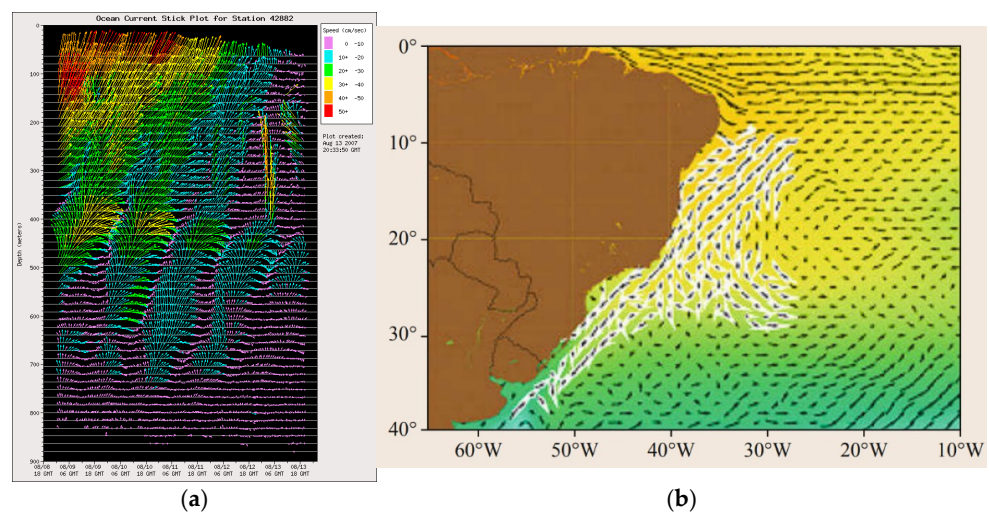 Ocean Current Stick Plot for Station 42882
Speed (cm/sec)
0 -10
10+ -20
20+ -30
30+ -40
40+ -50
50+
Plot created:
Aug 13 2007
20:33:50 GMT
Depth (meters)
0
100
200
300
400
500
600
700
800
900
08/08 08/09 08/09 08/10 08/10 08/11 08/11 08/12 08/12 08/13 08/13
18 GMT 06 GMT 18 GMT 06 GMT 18 GMT 06 GMT 18 GMT 06 GMT 18 GMT 06 GMT 18 GMT
(a)
0°
10°
20°
30°
40°
60°W 50°W 40°W 30°W 20°W 10°W
(b)